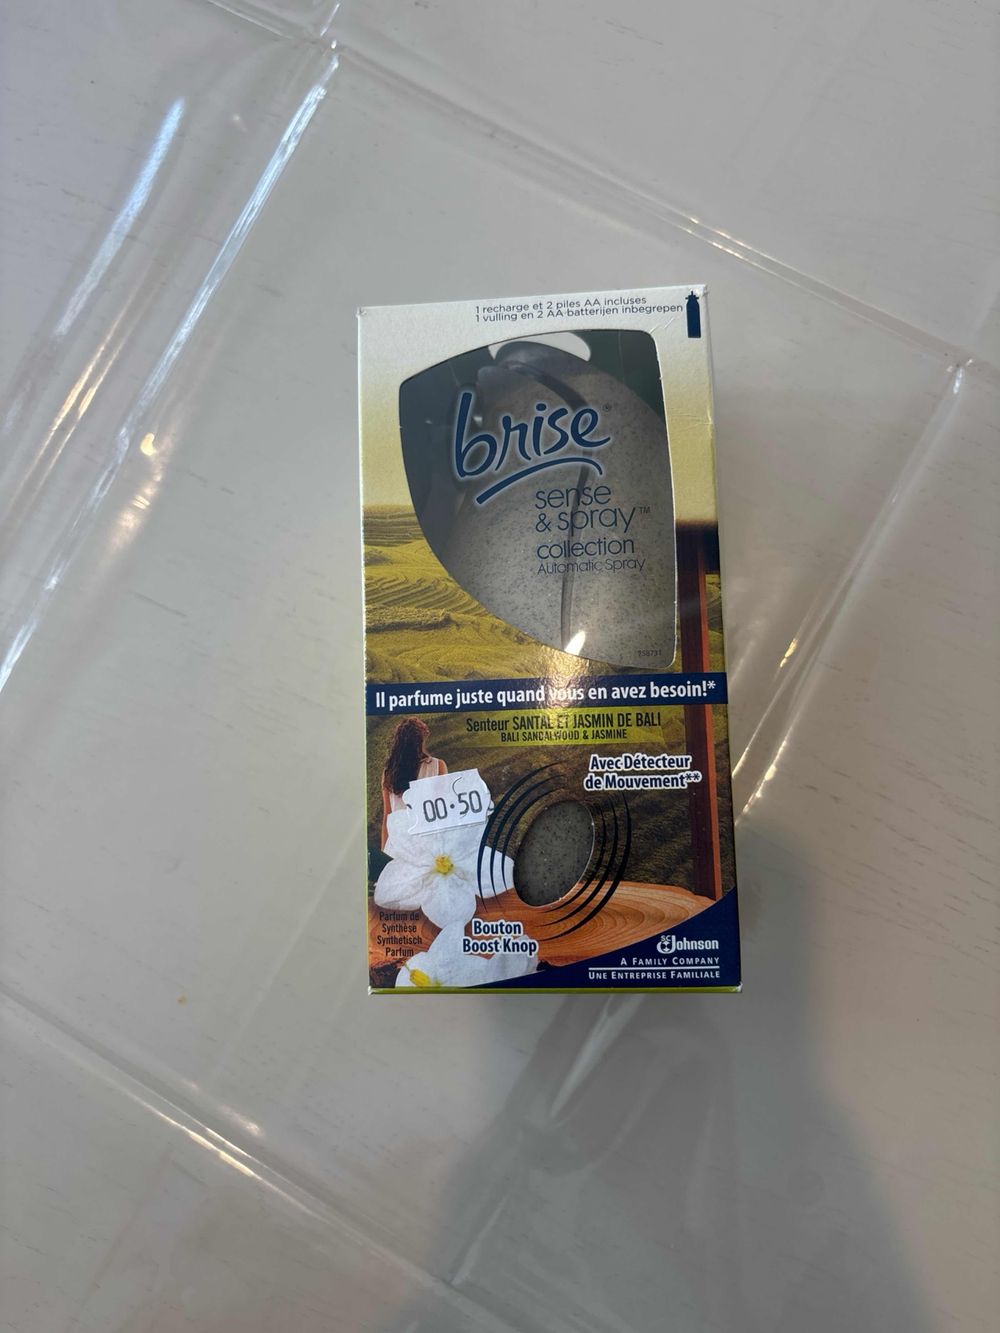 1 recharge et 2 piles AA incluses
1 vulling en 2 AA batterijen inbegrepen
brise®
sense
& spray™
collection
Automatic Spray
758731
Il parfume juste quand vous en avez besoin!*
Senteur SANTAL ET JASMIN DE BALI
BALI SANDALWOOD & JASMINE
Avec Détecteur
de Mouvement**
00·50
Parfum de
Synthèse
Synthetisch
Parfum
Bouton
Boost Knop
SC Johnson
A FAMILY COMPANY
UNE ENTREPRISE FAMILIALE